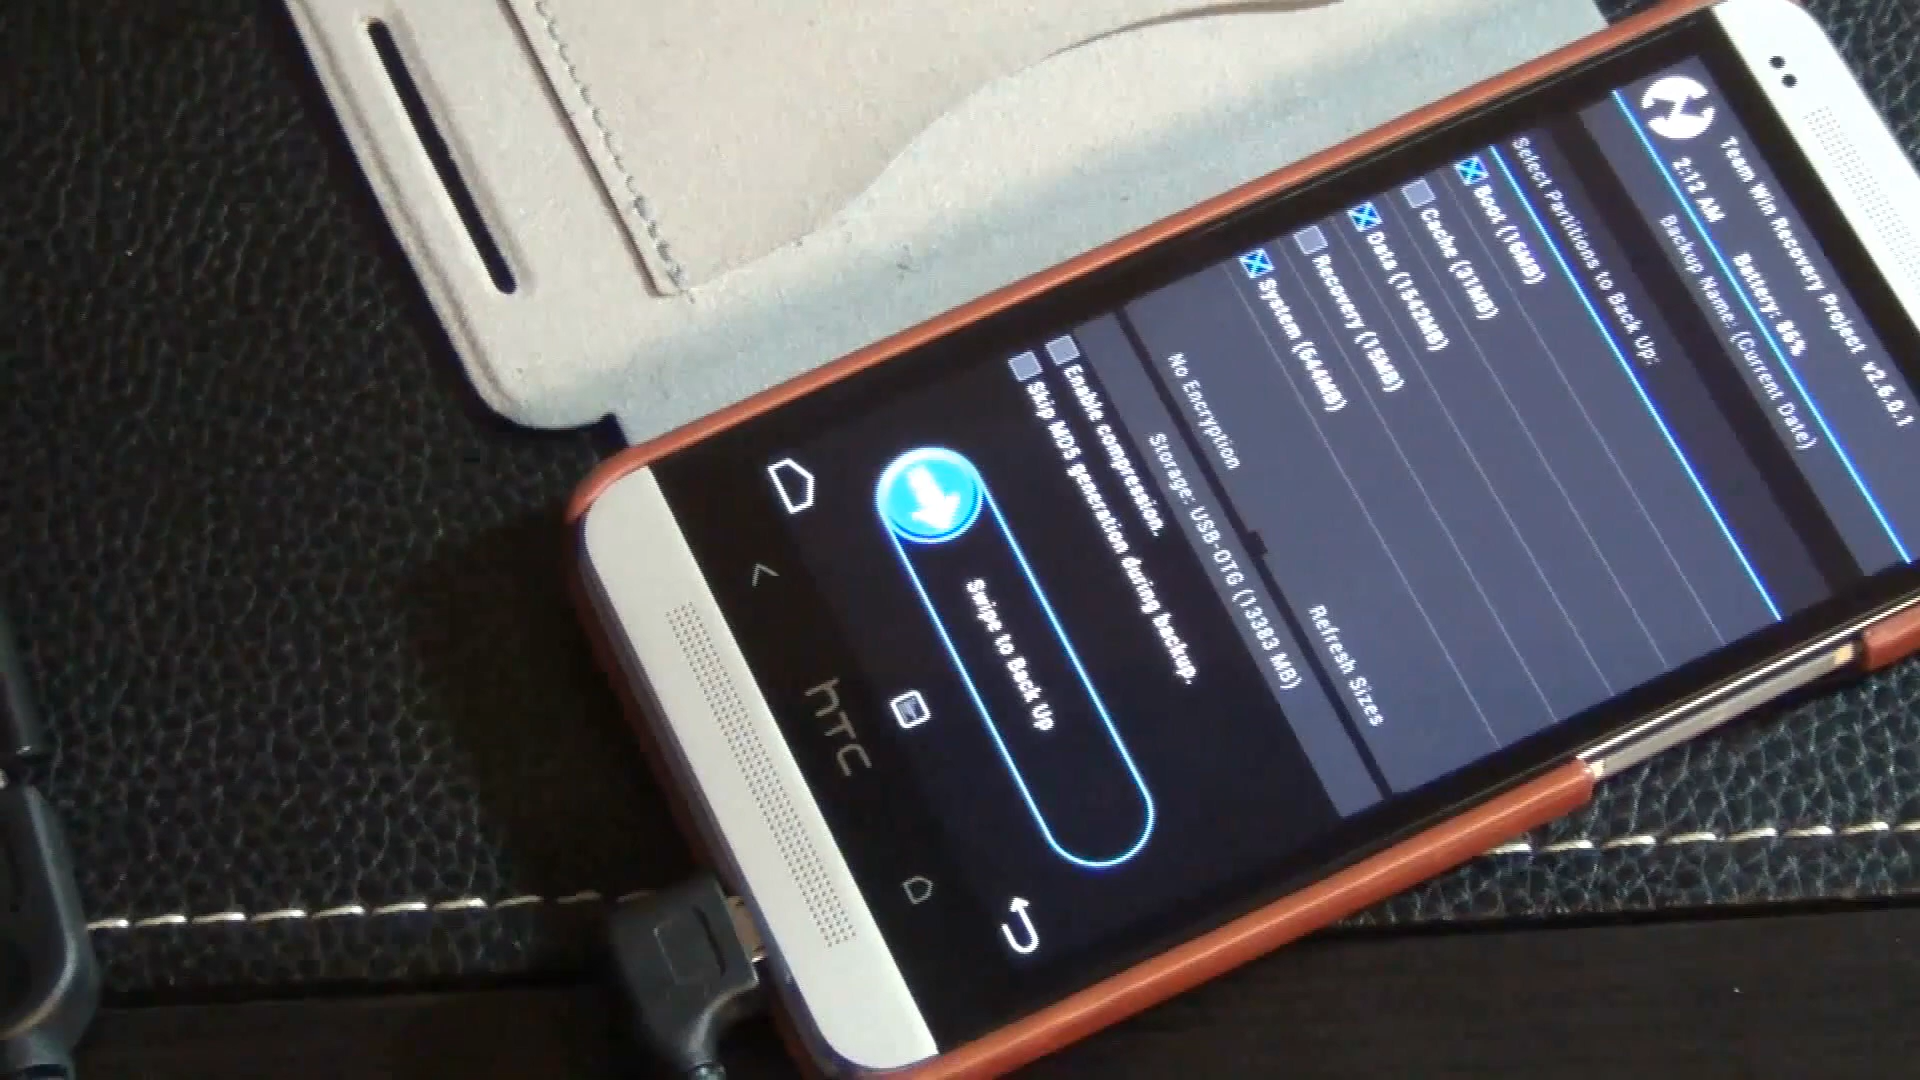 Team Win Recovery Project v2.6.0.1
2:12 AM Battery: 86%
Backup Name: (Current Date)
Select Partitions to Back Up:
Boot (16MB)
Cache (31MB)
Data (1542MB)
Recovery (15MB)
System (644MB)
Refresh Sizes
No Encryption
Storage: USB-OTG (13383 MB)
Enable compression.
Skip MD5 generation during backup.
Swipe to Back Up
hTC